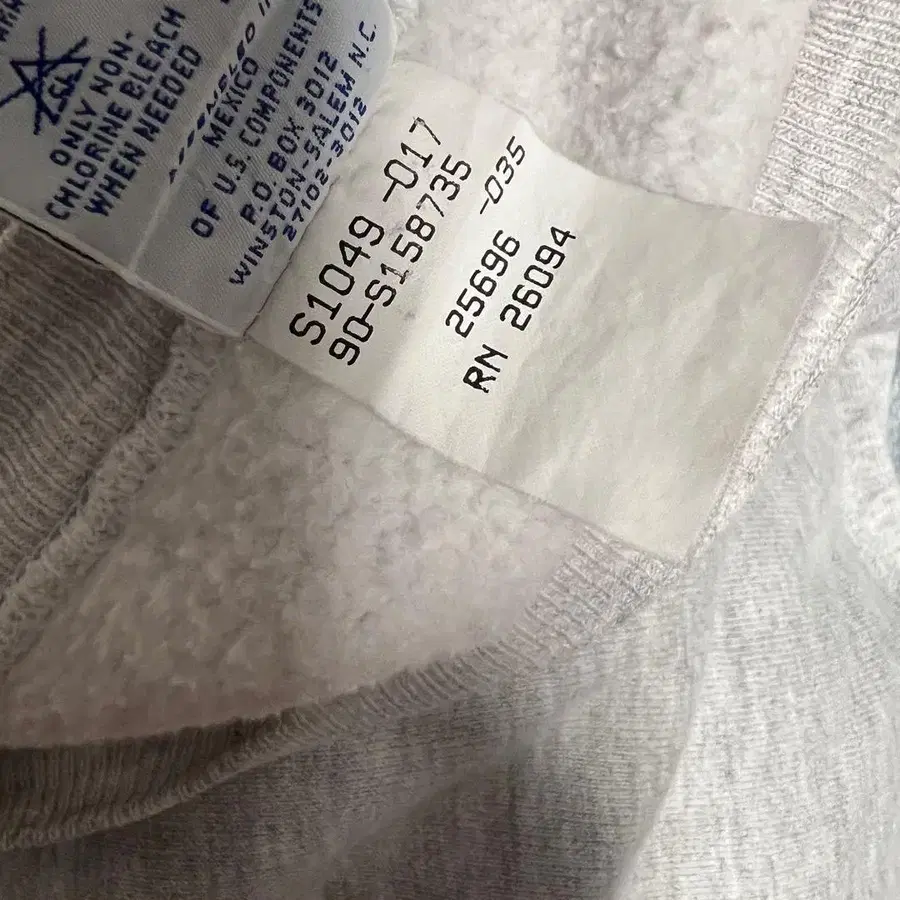 ONLY NON-
CHLORINE BLEACH
WHEN NEEDED
MEXICO
OF U.S. COMPONENTS
P.O. BOX 3012
WINSTON-SALEM N.C.
27102-3012
S1049 -017
90-S158735
-035
25696
RN 26094